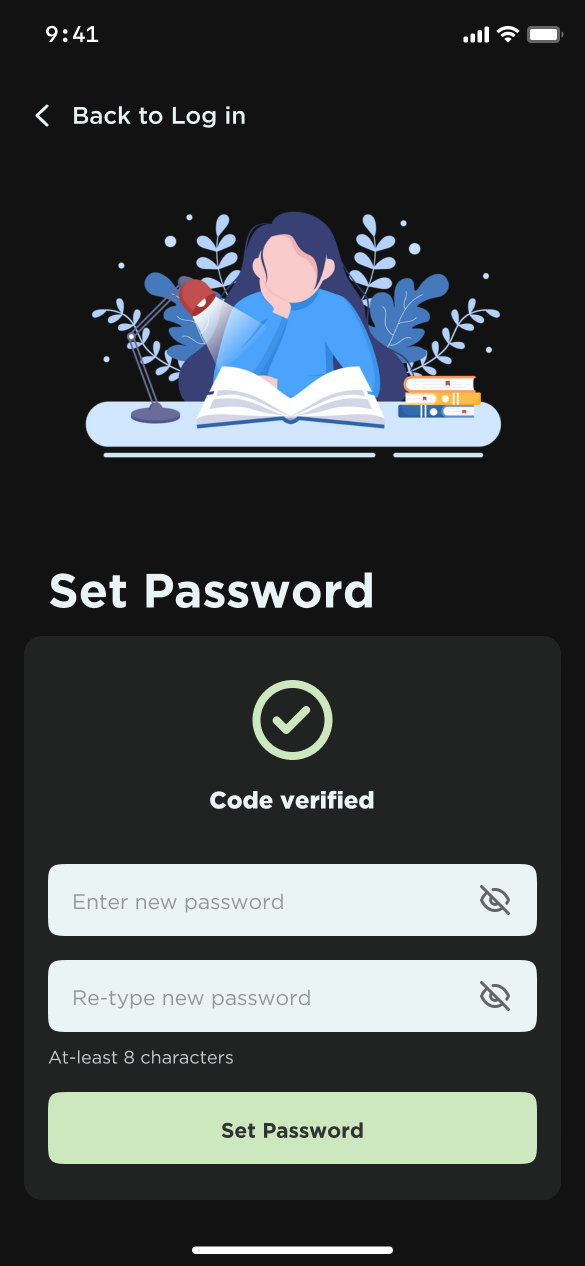 9:41
Back to Log in
Set Password
Code verified
Enter new password
Re-type new password
At-least 8 characters
Set Password